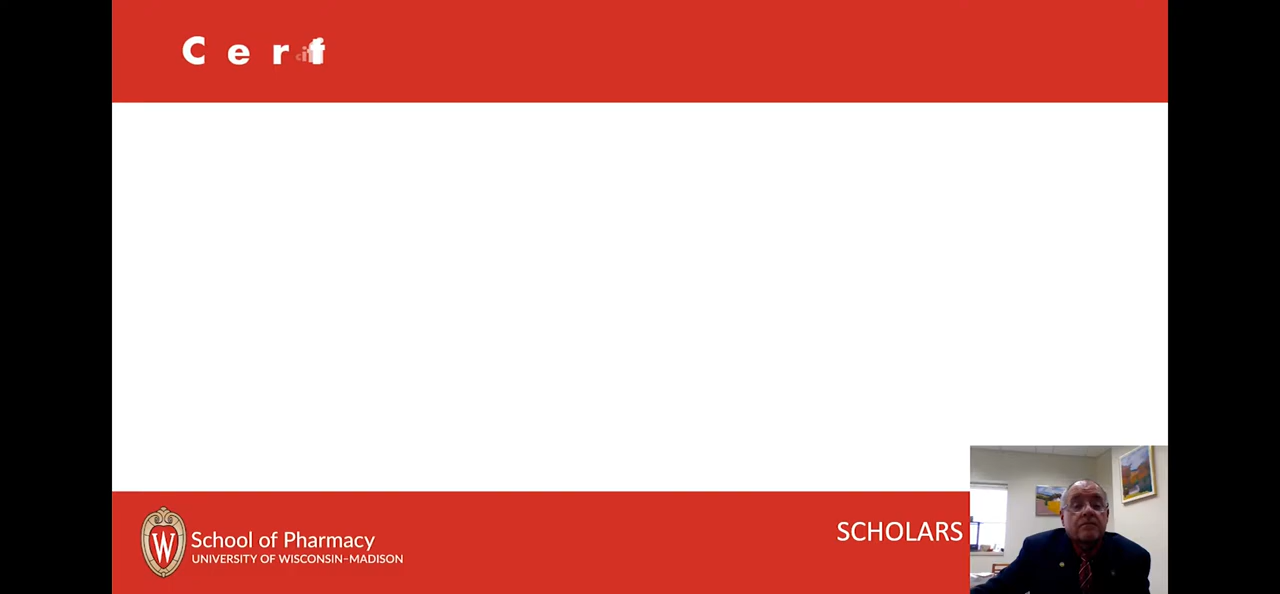 C e r f
School of Pharmacy
UNIVERSITY OF WISCONSIN–MADISON
SCHOLARS